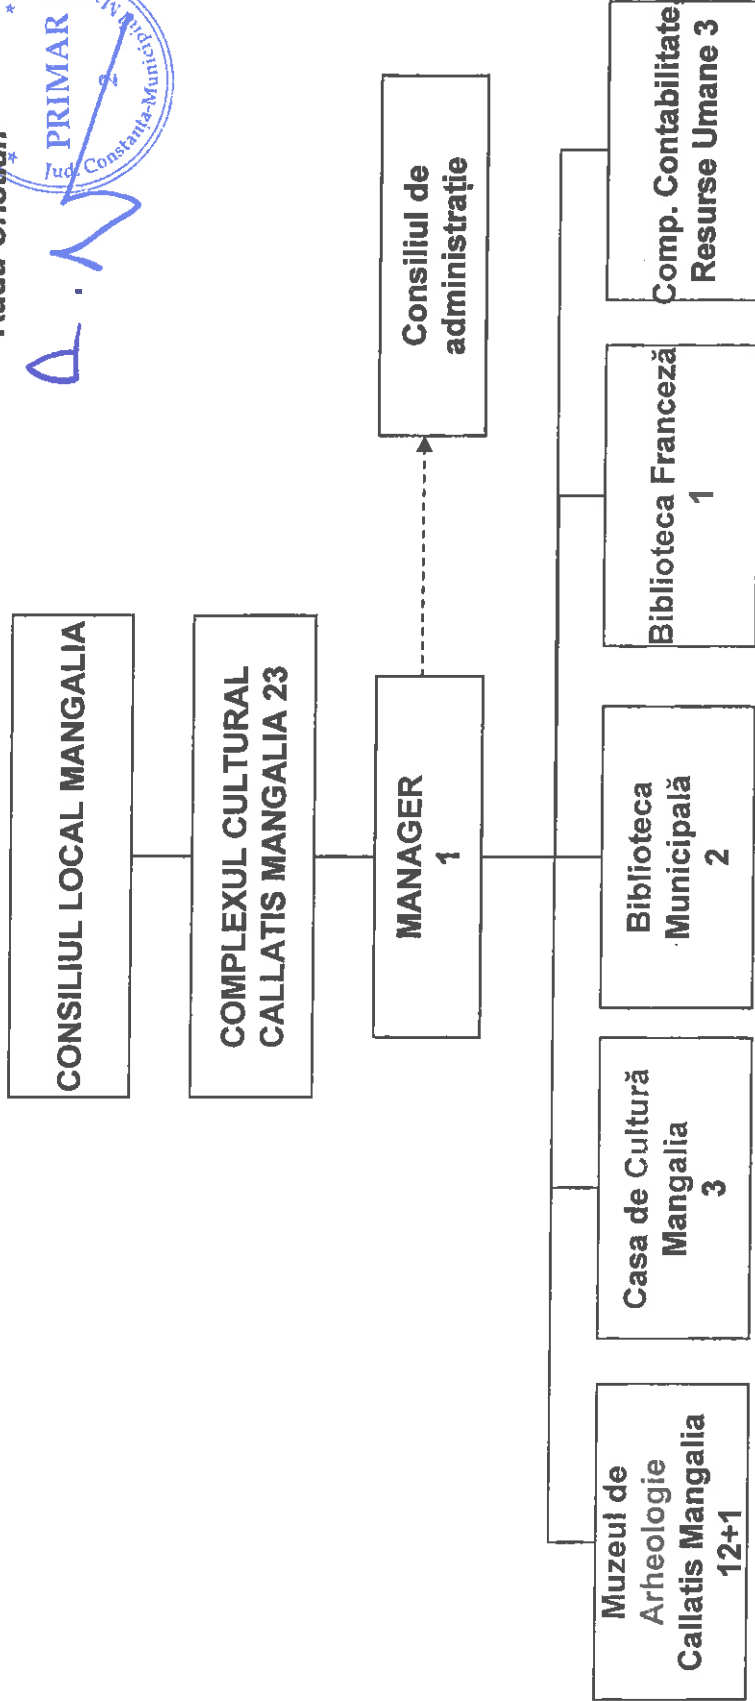 Radu Cristian
* PRIMAR *
2
Jud. Constanța-Municipiul
CONSILIUL LOCAL MANGALIA
COMPLEXUL CULTURAL
CALLATIS MANGALIA 23
MANAGER
1
Consiliul de
administrație
Muzeul de
Arheologie
Callatis Mangalia
12+1
Casa de Cultură
Mangalia
3
Biblioteca
Municipală
2
Biblioteca Franceză
1
Comp. Contabilitate,
Resurse Umane 3